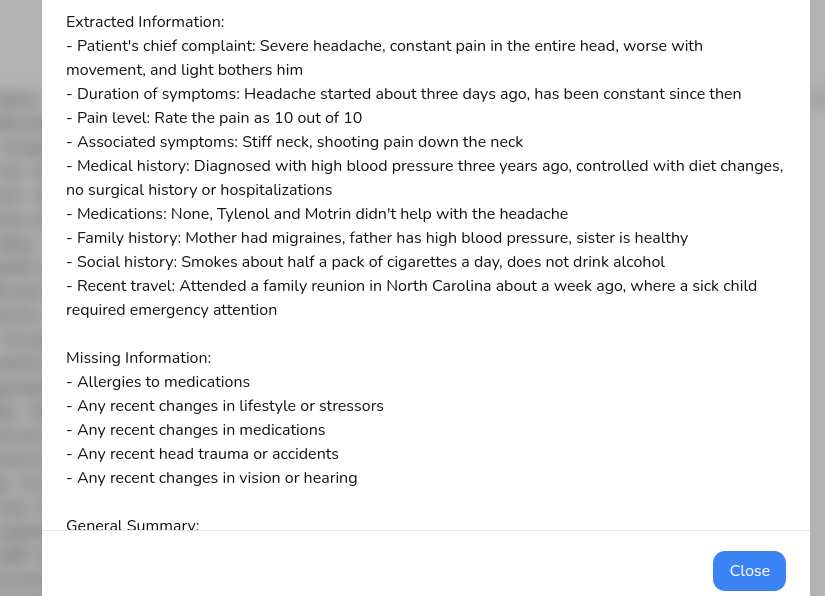 Extracted Information:
- Patient's chief complaint: Severe headache, constant pain in the entire head, worse with
movement, and light bothers him
- Duration of symptoms: Headache started about three days ago, has been constant since then
- Pain level: Rate the pain as 10 out of 10
- Associated symptoms: Stiff neck, shooting pain down the neck
- Medical history: Diagnosed with high blood pressure three years ago, controlled with diet changes,
no surgical history or hospitalizations
- Medications: None, Tylenol and Motrin didn't help with the headache
- Family history: Mother had migraines, father has high blood pressure, sister is healthy
- Social history: Smokes about half a pack of cigarettes a day, does not drink alcohol
- Recent travel: Attended a family reunion in North Carolina about a week ago, where a sick child
required emergency attention
Missing Information:
- Allergies to medications
- Any recent changes in lifestyle or stressors
- Any recent changes in medications
- Any recent head trauma or accidents
- Any recent changes in vision or hearing
General Summary:
Close